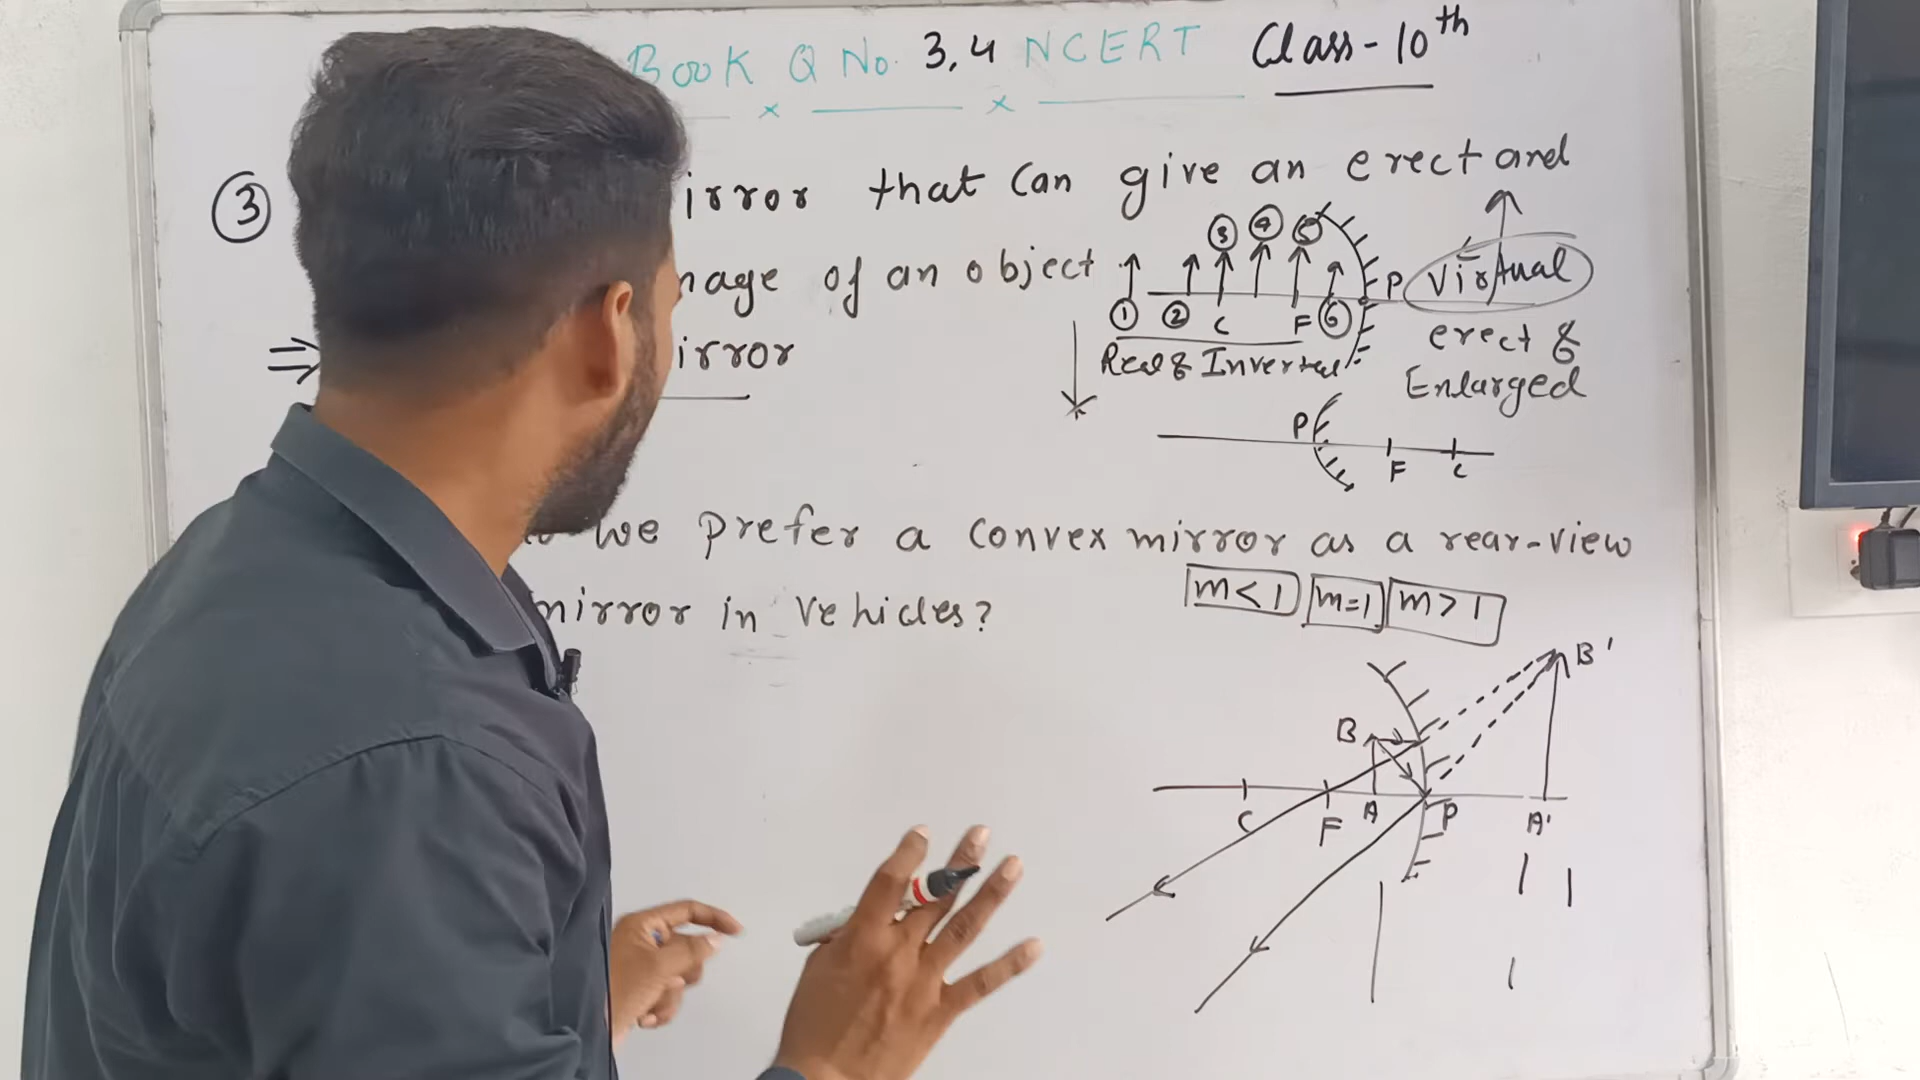 Book Q No. 3,4 NCERT Class-10th
③ irror that can give an erect and
nage of an object
③ ④ ⑤
P Virtual
① ② C F ⑥
Real & Inverted
erect &
Enlarged
⇒ irror
P F C
we prefer a convex mirror as a rear-view
mirror in vehicles?
m<1 m=1 m>1
B B'
C F A P A'